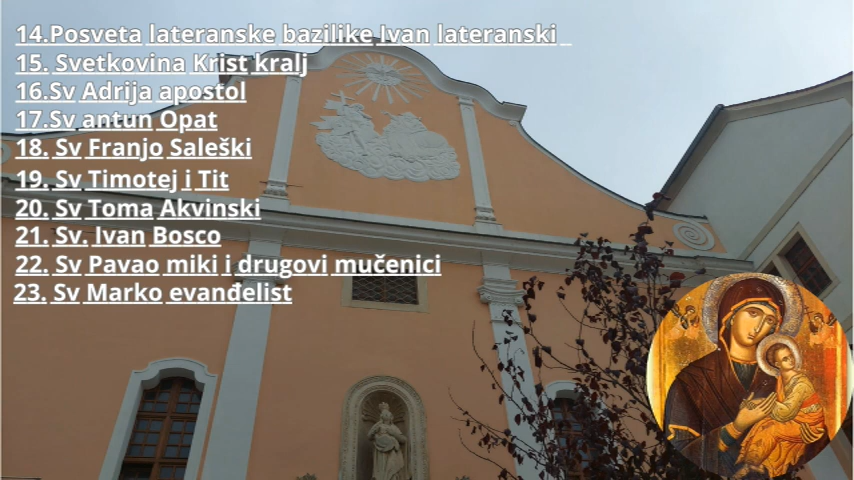 14.Posveta lateranske bazilike Ivan lateranski
15. Svetkovina Krist kralj
16.Sv Adrija apostol
17.Sv antun Opat
18. Sv Franjo Saleški
19. Sv Timotej i Tit
20. Sv Toma Akvinski
21. Sv. Ivan Bosco
22. Sv Pavao miki i drugovi mučenici
23. Sv Marko evanđelist